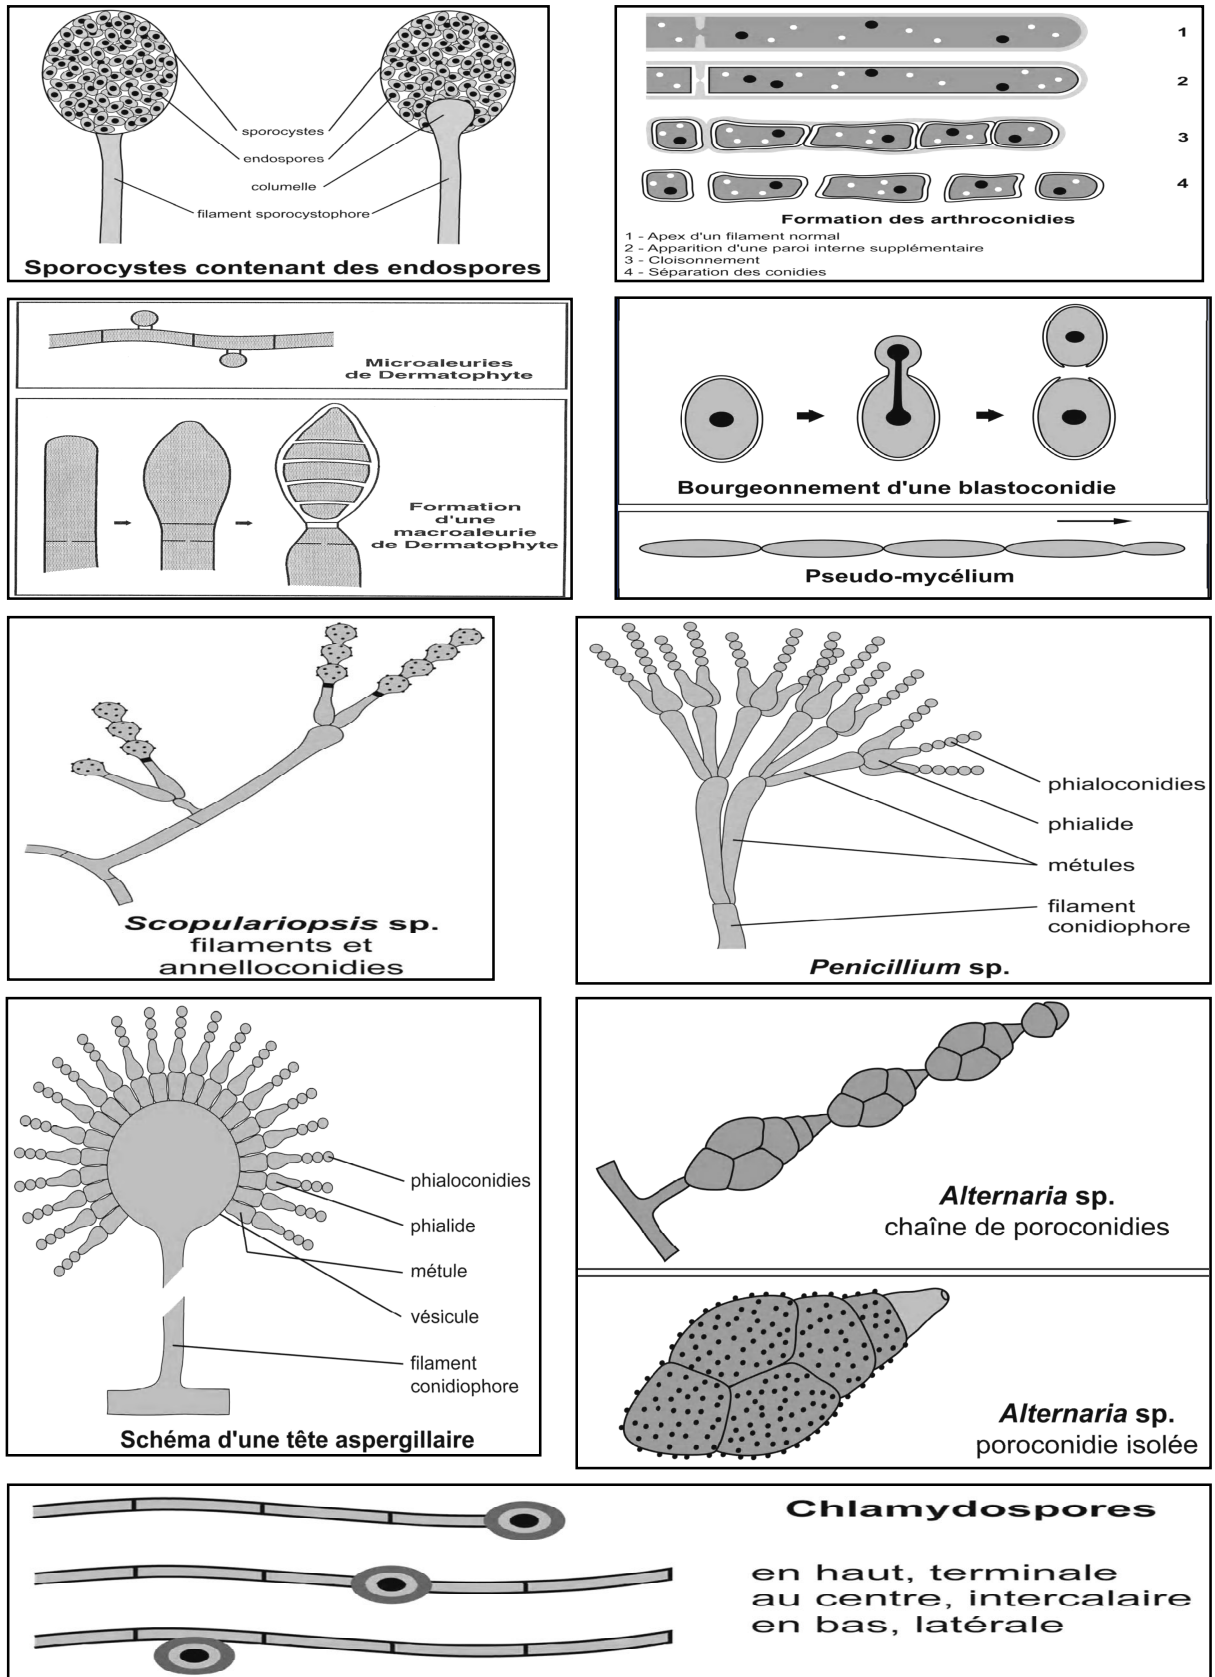 sporocystes
endospores
columelle
filament sporocystophore
Sporocystes contenant des endospores
1
2
3
4
Formation des arthroconidies
1 - Apex d'un filament normal
2 - Apparition d'une paroi interne supplémentaire
3 - Cloisonnement
4 - Séparation des conidies
Microaleuries
de Dermatophyte
Formation
d'une
macroaleurie
de Dermatophyte
Bourgeonnement d'une blastoconidie
Pseudo-mycélium
Scopulariopsis sp.
filaments et
annelloconidies
phialoconidies
phialide
métules
filament
conidiophore
Penicillium sp.
phialoconidies
phialide
métule
vésicule
filament
conidiophore
Schéma d'une tête aspergillaire
Alternaria sp.
chaîne de poroconidies
Alternaria sp.
poroconidie isolée
Chlamydospores
en haut, terminale
au centre, intercalaire
en bas, latérale